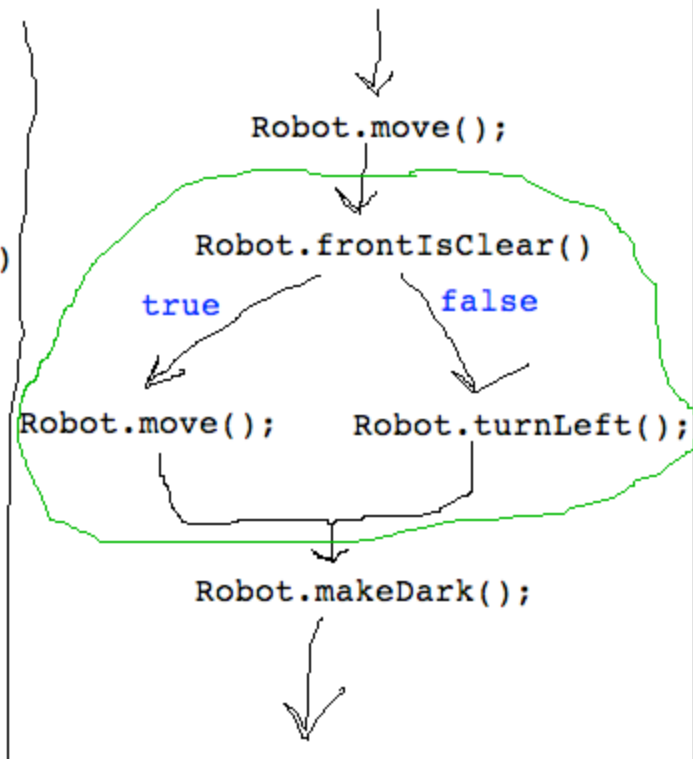 Robot.move();
Robot.frontIsClear()
)
true false
Robot.move(); Robot.turnLeft();
Robot.makeDark();